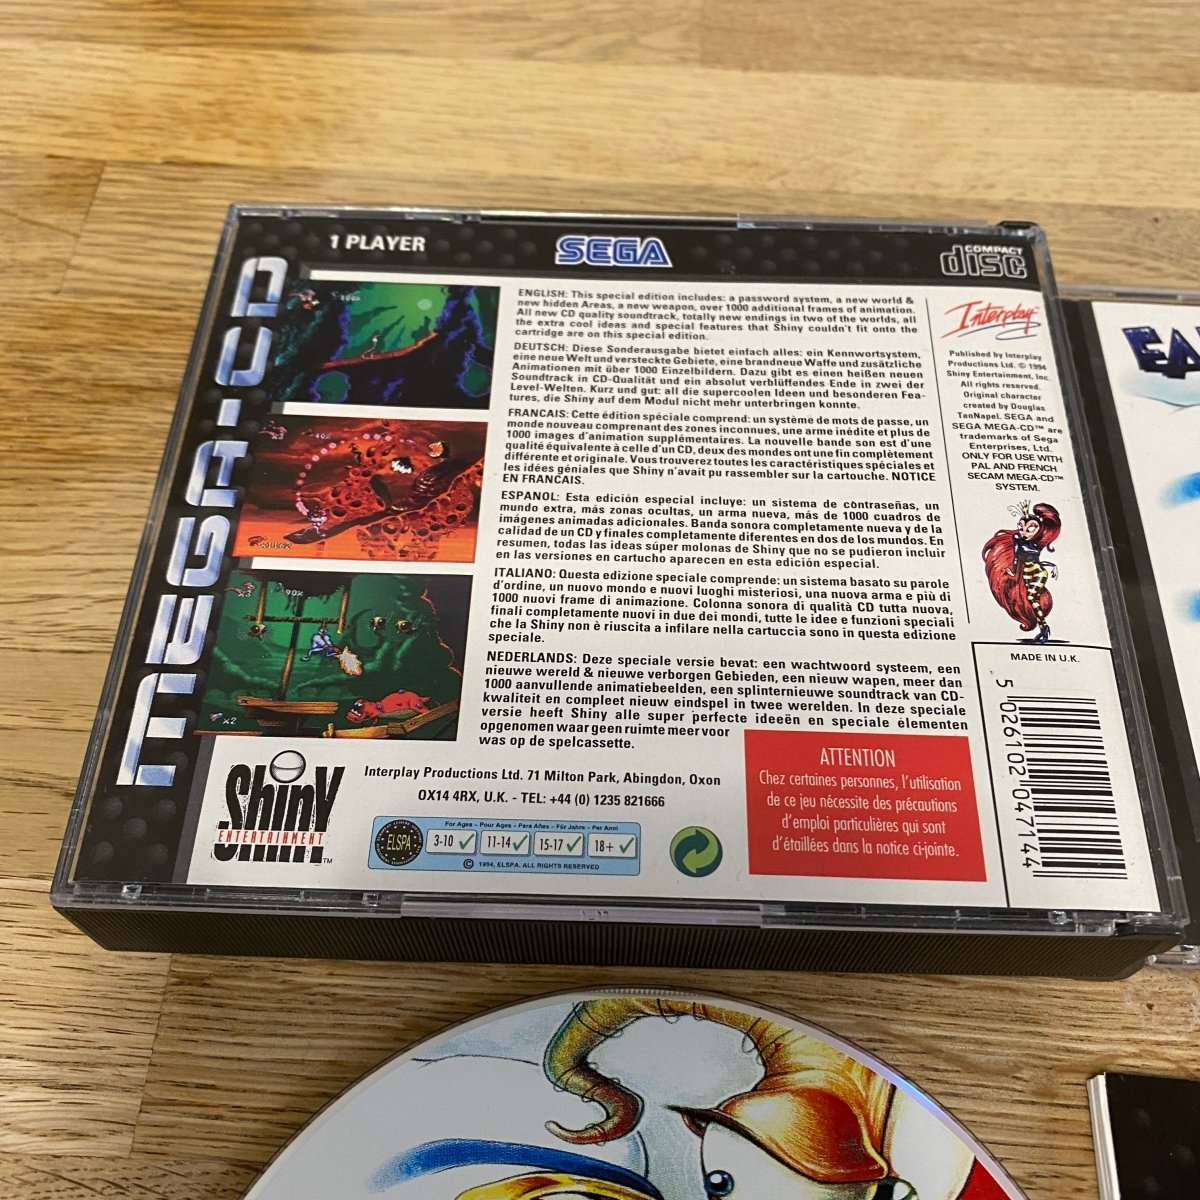 1 PLAYER
SEGA
COMPACT
disc
MEGA-CD
ENGLISH: This special edition includes: a password system, a new world &
new hidden Areas, a new weapon, over 1000 additional frames of animation.
All new CD quality soundtrack, totally new endings in two of the worlds, all
the extra cool ideas and special features that Shiny couldn't fit onto the
cartridge are on this special edition.
DEUTSCH: Diese Sonderausgabe bietet einfach alles: ein Kennwortsystem,
eine neue Welt und versteckte Gebiete, eine brandneue Waffe und zusätzliche
Animationen mit über 1000 Einzelbildern. Dazu gibt es einen heißen neuen
Soundtrack in CD-Qualität und ein absolut verblüffendes Ende in zwei der
Level-Welten. Kurz und gut: all die supercoolen Ideen und besonderen Fea-
tures, die Shiny auf dem Modul nicht mehr unterbringen konnte.
FRANCAIS: Cette édition spéciale comprend: un système de mots de passe, un
monde nouveau comprenant des zones inconnues, une arme inédite et plus de
1000 images d'animation supplémentaires. La nouvelle bande son est d'une
qualité équivalente à celle d'un CD, deux des mondes ont une fin complètement
différente et originale. Vous trouverez toutes les caractéristiques spéciales et
les idées géniales que Shiny n'avait pu rassembler sur la cartouche. NOTICE
EN FRANCAIS.
ESPANOL: Esta edición especial incluye: un sistema de contraseñas, un
mundo extra, más zonas ocultas, un arma nueva, más de 1000 cuadros de
imágenes animadas adicionales. Banda sonora completamente nueva y de la
calidad de un CD y finales completamente diferentes en dos de los mundos. En
resumen, todas las ideas súper molonas de Shiny que no se pudieron incluir
en las versiones en cartucho aparecen en esta edición especial.
ITALIANO: Questa edizione speciale comprende: un sistema basato su parole
d'ordine, un nuovo mondo e nuovi luoghi misteriosi, una nuova arma e più di
1000 nuovi frame di animazione. Colonna sonora di qualità CD tutta nuova,
finali completamente nuovi in due dei mondi, tutte le idee e funzioni speciali
che la Shiny non è riuscita a infilare nella cartuccia sono in questa edizione
speciale.
NEDERLANDS: Deze speciale versie bevat: een wachtwoord systeem, een
nieuwe wereld & nieuwe verborgen Gebieden, een nieuw wapen, meer dan
1000 aanvullende animatiebeelden, een splinternieuwe soundtrack van CD-
kwaliteit en compleet nieuw eindspel in twee werelden. In deze speciale
versie heeft Shiny alle super perfecte ideeën en speciale elementen
opgenomen waar geen ruimte meer voor
was op de spelcassette.
Interplay
Published by Interplay
Productions Ltd. © 1994
Shiny Entertainment, Inc.
All rights reserved.
Original character
created by Douglas
TenNapel. SEGA and
SEGA MEGA-CD™ are
trademarks of Sega
Enterprises, Ltd.
ONLY FOR USE WITH
PAL AND FRENCH
SECAM MEGA-CD™
SYSTEM.
MADE IN U.K.
5 026102 047144
x3
90%
x2
x3
40%
Shiny
ENTERTAINMENT
TM
Interplay Productions Ltd. 71 Milton Park, Abingdon, Oxon
OX14 4RX, U.K. - TEL: +44 (0) 1235 821666
ELSPA
For Ages – Pour Ages – Para Años – Für Jahre – Per Anni
3-10 ✓ 11-14 ✓ 15-17 ✓ 18+ ✓
© 1994, ELSPA. ALL RIGHTS RESERVED
ATTENTION
Chez certaines personnes, l'utilisation
de ce jeu nécessite des précautions
d'emploi particulières qui sont
d'étaillées dans la notice ci-jointe.